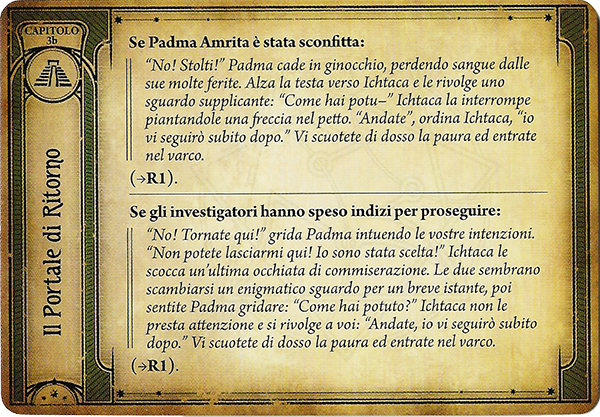 CAPITOLO
3b
Il Portale di Ritorno
Se Padma Amrita è stata sconfitta:
“No! Stolti!” Padma cade in ginocchio, perdendo sangue dalle
sue molte ferite. Alza la testa verso Ichtaca e le rivolge uno
sguardo supplicante: “Come hai potu–” Ichtaca la interrompe
piantandole una freccia nel petto. “Andate”, ordina Ichtaca, “io
vi seguirò subito dopo.” Vi scuotete di dosso la paura ed entrate
nel varco.
(→R1).
Se gli investigatori hanno speso indizi per proseguire:
“No! Tornate qui!” grida Padma intuendo le vostre intenzioni.
“Non potete lasciarmi qui! Io sono stata scelta!” Ichtaca le
scocca un’ultima occhiata di commiserazione. Le due sembrano
scambiarsi un enigmatico sguardo per un breve istante, poi
sentite Padma gridare: “Come hai potuto?” Ichtaca non le
presta attenzione e si rivolge a voi: “Andate, io vi seguirò subito
dopo.” Vi scuotete di dosso la paura ed entrate nel varco.
(→R1).